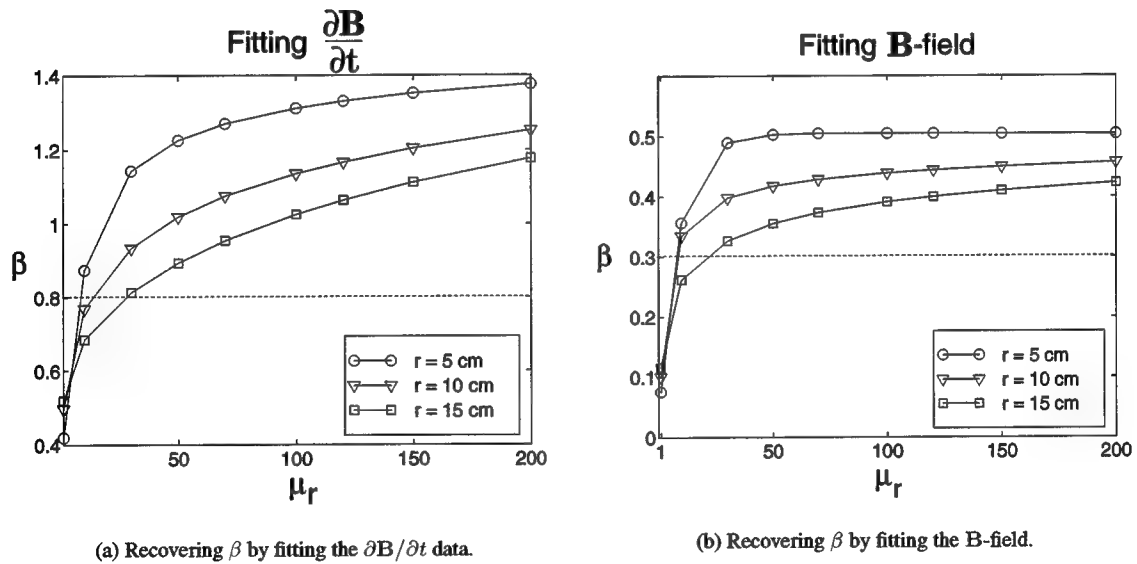 Fitting ∂B/∂t
1.4
1.2
1
0.8
0.6
0.4
β
50
100
150
200
μr
r = 5 cm
r = 10 cm
r = 15 cm
(a) Recovering β by fitting the ∂B/∂t data.
Fitting B-field
0.5
0.4
0.3
0.2
0.1
0
β
1
50
100
150
200
μr
r = 5 cm
r = 10 cm
r = 15 cm
(b) Recovering β by fitting the B-field.